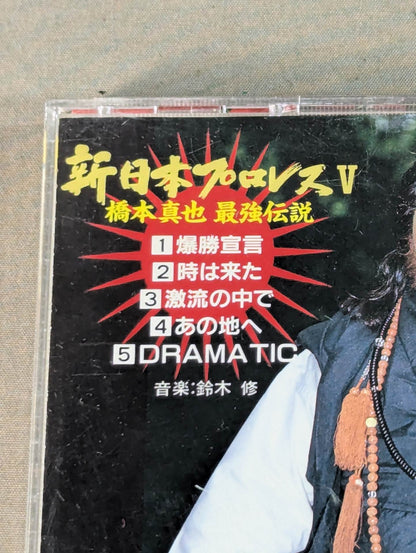 新日本プロレスV
橋本真也 最強伝説
1 爆勝宣言
2 時は来た
3 激流の中で
4 あの地へ
5 DRAMATIC
音楽:鈴木 修